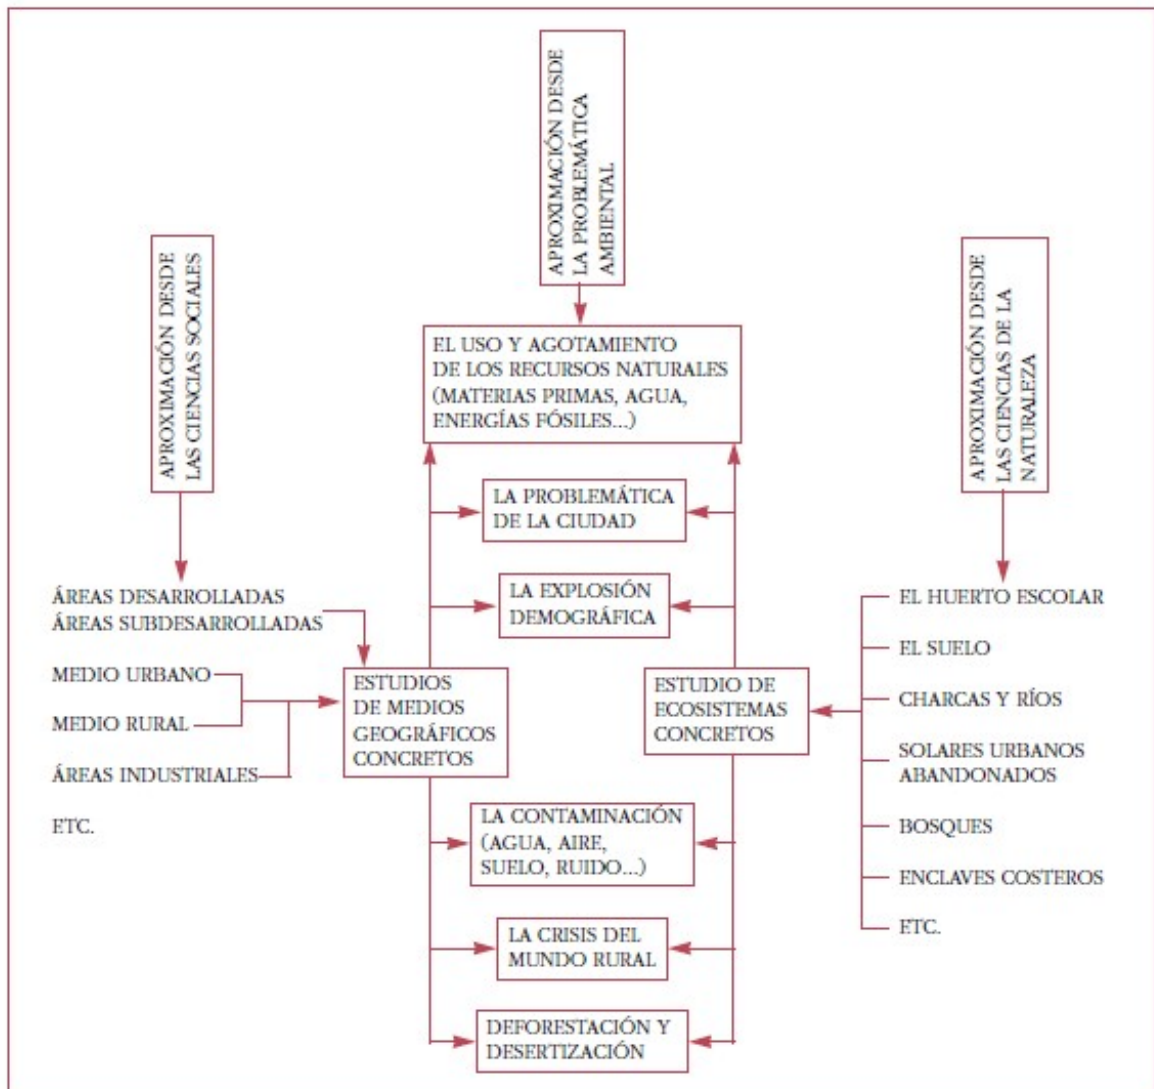 APROXIMACIÓN DESDE
LA PROBLEMÁTICA
AMBIENTAL
APROXIMACIÓN DESDE
LAS CIENCIAS SOCIALES
APROXIMACIÓN DESDE
LAS CIENCIAS DE LA
NATURALEZA
EL USO Y AGOTAMIENTO
DE LOS RECURSOS NATURALES
(MATERIAS PRIMAS, AGUA,
ENERGÍAS FÓSILES...)
LA PROBLEMÁTICA
DE LA CIUDAD
LA EXPLOSIÓN
DEMOGRÁFICA
ÁREAS DESARROLLADAS
ÁREAS SUBDESARROLLADAS
MEDIO URBANO
MEDIO RURAL
ÁREAS INDUSTRIALES
ETC.
ESTUDIOS
DE MEDIOS
GEOGRÁFICOS
CONCRETOS
ESTUDIO DE
ECOSISTEMAS
CONCRETOS
EL HUERTO ESCOLAR
EL SUELO
CHARCAS Y RÍOS
SOLARES URBANOS
ABANDONADOS
BOSQUES
ENCLAVES COSTEROS
ETC.
LA CONTAMINACIÓN
(AGUA, AIRE,
SUELO, RUIDO...)
LA CRISIS DEL
MUNDO RURAL
DEFORESTACIÓN Y
DESERTIZACIÓN